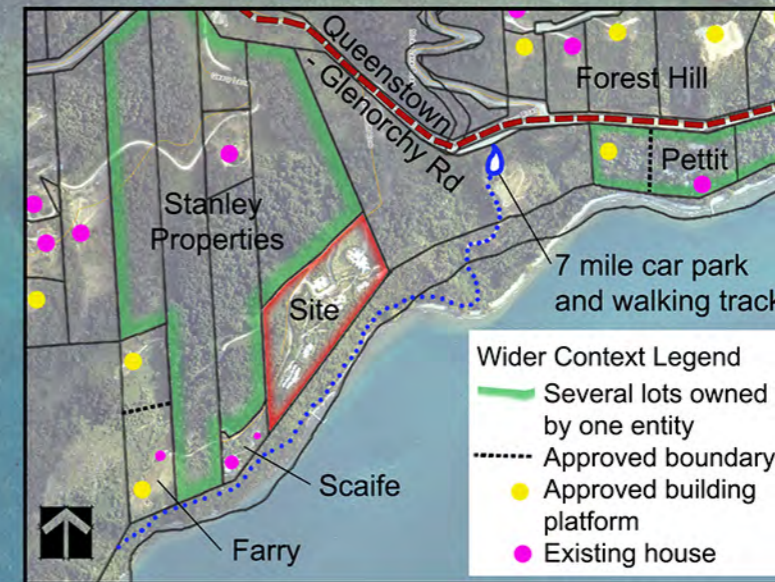 Queenstown
- Glenorchy Rd
Forest Hill
Pettit
Stanley
Properties
7 mile car park
and walking track
Site
Scaife
Farry
Wider Context Legend
Several lots owned
by one entity
Approved boundary
Approved building
platform
Existing house